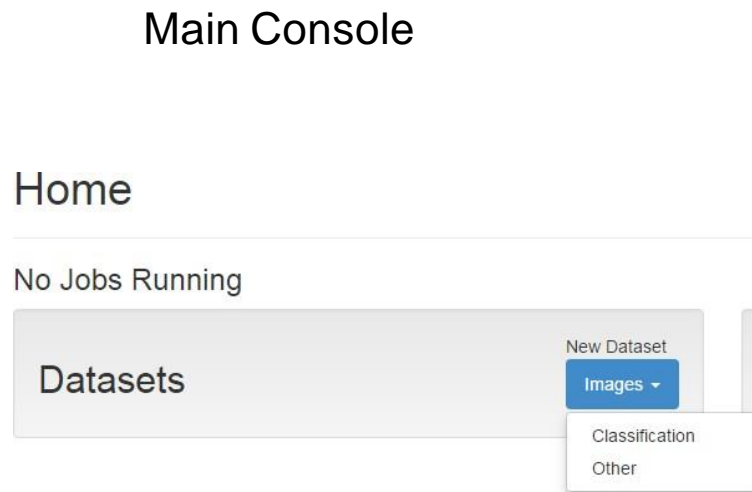 Main Console
Home
No Jobs Running
New Dataset
Datasets
Images
Classification
Other